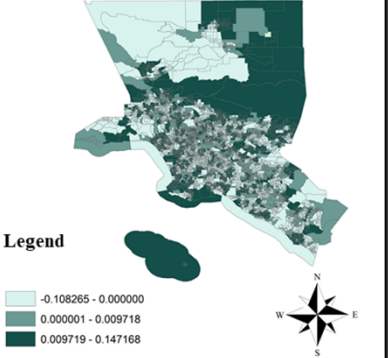 Legend
-0.108265 - 0.000000
0.000001 - 0.009718
0.009719 - 0.147168
N
W E
S